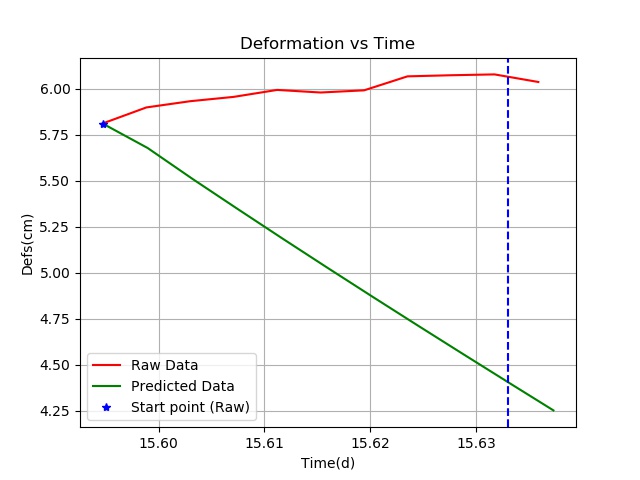 Deformation vs Time
Defs(cm)
6.00
5.75
5.50
5.25
5.00
4.75
4.50
4.25
Raw Data
Predicted Data
Start point (Raw)
15.60 15.61 15.62 15.63
Time(d)